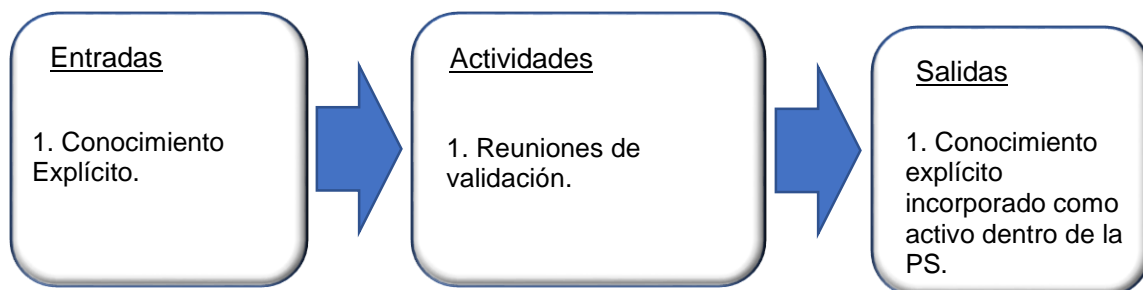 Entradas
1. Conocimiento
Explícito.
Actividades
1. Reuniones de
validación.
Salidas
1. Conocimiento
explícito
incorporado como
activo dentro de la
PS.